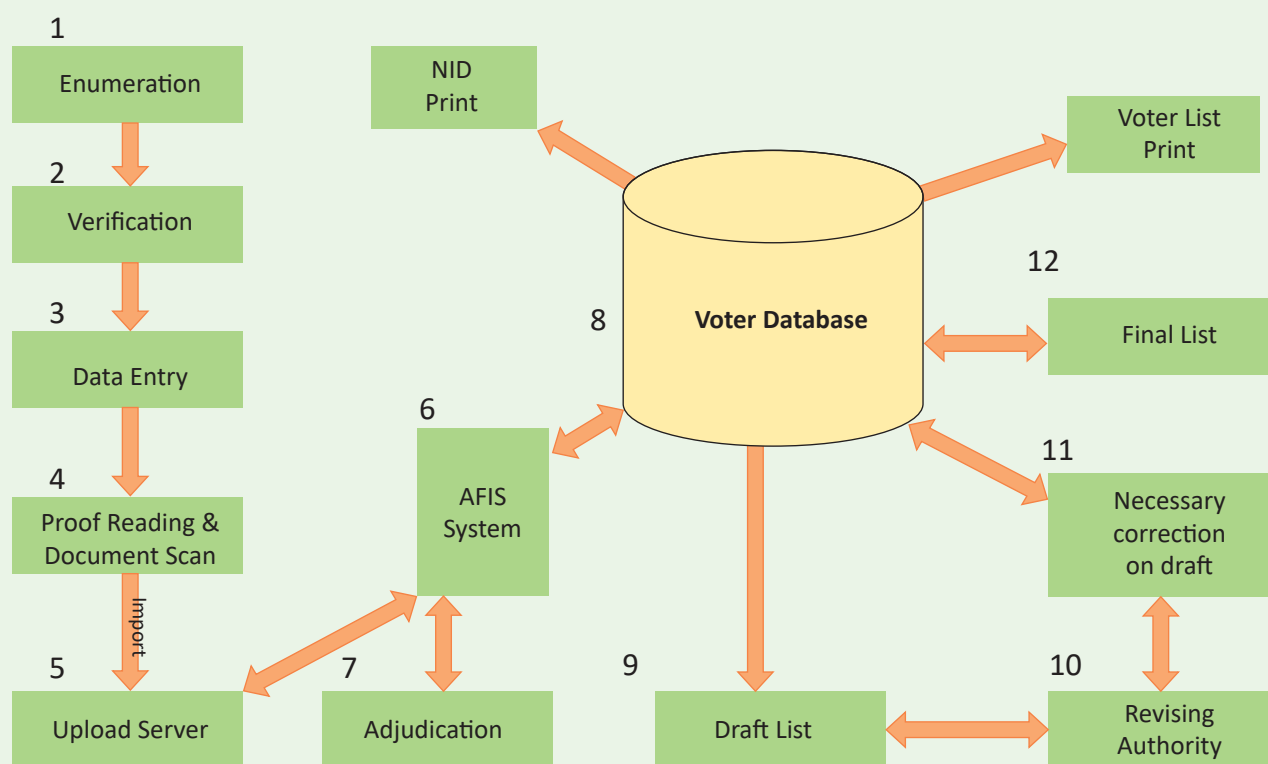 1
Enumeration
2
Verification
3
Data Entry
4
Proof Reading &
Document Scan
Import
5
Upload Server
6
AFIS
System
7
Adjudication
8
Voter Database
NID
Print
Voter List
Print
9
Draft List
10
Revising
Authority
11
Necessary
correction
on draft
12
Final List